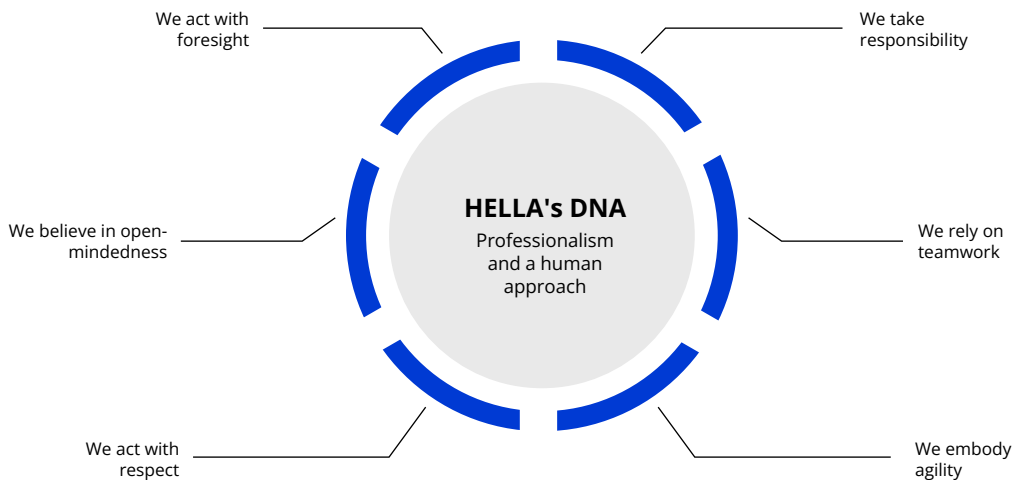 We act with
foresight
We take
responsibility
We believe in open-
mindedness
HELLA's DNA
Professionalism
and a human
approach
We rely on
teamwork
We act with
respect
We embody
agility